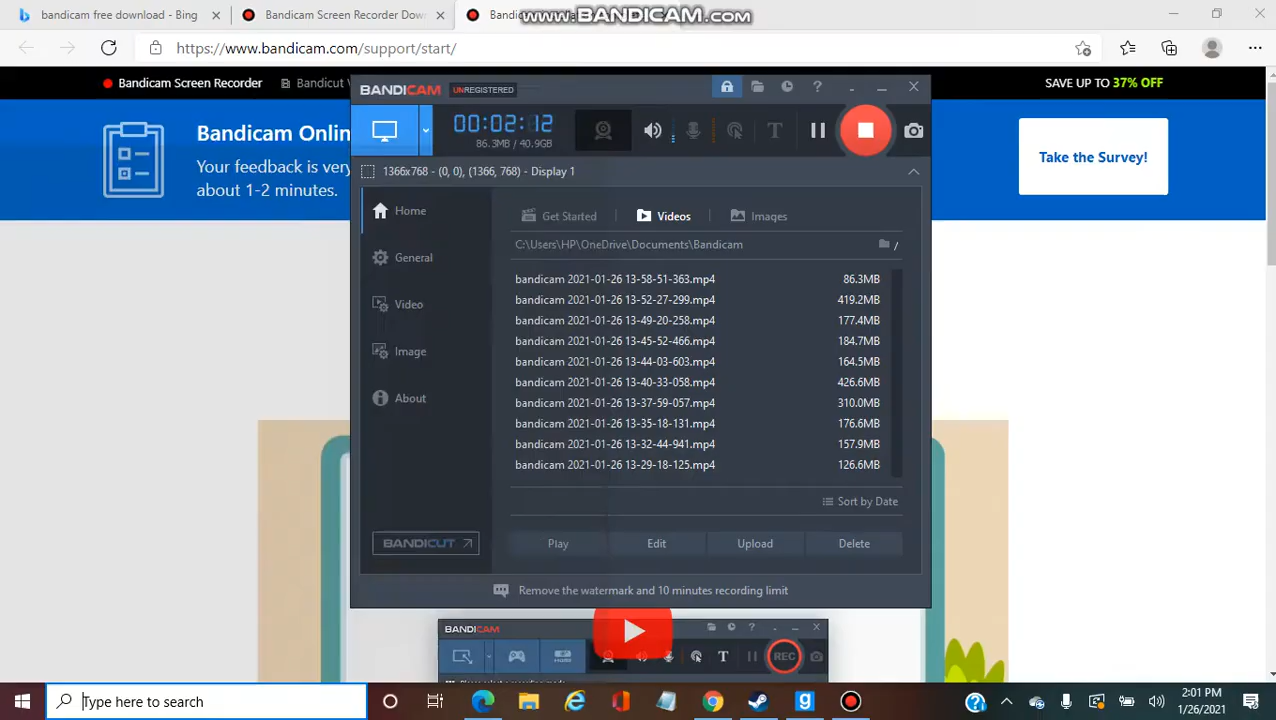 bandicam free download - Bing
Bandicam Screen Recorder Dow
Bandic
www.BANDICAM.com
https://www.bandicam.com/support/start/
Bandicam Screen Recorder
Bandicut V
SAVE UP TO 37% OFF
Bandicam Onlin
Your feedback is very
about 1-2 minutes.
Take the Survey!
BANDICAM UNREGISTERED
00:02:12
86.3MB / 40.9GB
1366x768 - (0, 0), (1366, 768) - Display 1
Home
General
Video
Image
About
BANDICUT
Get Started
Videos
Images
C:\Users\HP\OneDrive\Documents\Bandicam
bandicam 2021-01-26 13-58-51-363.mp4 86.3MB
bandicam 2021-01-26 13-52-27-299.mp4 419.2MB
bandicam 2021-01-26 13-49-20-258.mp4 177.4MB
bandicam 2021-01-26 13-45-52-466.mp4 184.7MB
bandicam 2021-01-26 13-44-03-603.mp4 164.5MB
bandicam 2021-01-26 13-40-33-058.mp4 426.6MB
bandicam 2021-01-26 13-37-59-057.mp4 310.0MB
bandicam 2021-01-26 13-35-18-131.mp4 176.6MB
bandicam 2021-01-26 13-32-44-941.mp4 157.9MB
bandicam 2021-01-26 13-29-18-125.mp4 126.6MB
Sort by Date
Play
Edit
Upload
Delete
Remove the watermark and 10 minutes recording limit
BANDICAM
REC
Type here to search
2:01 PM
1/26/2021